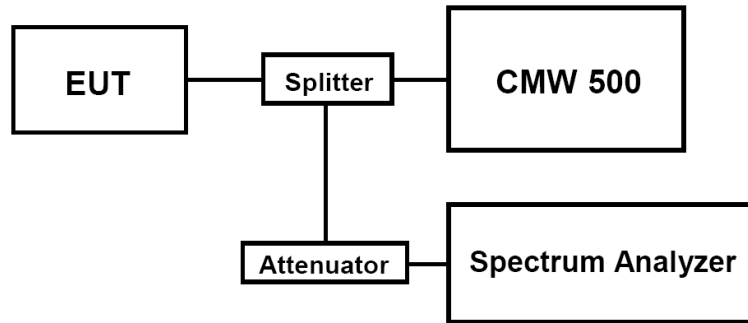 EUT
Splitter
CMW 500
Attenuator
Spectrum Analyzer